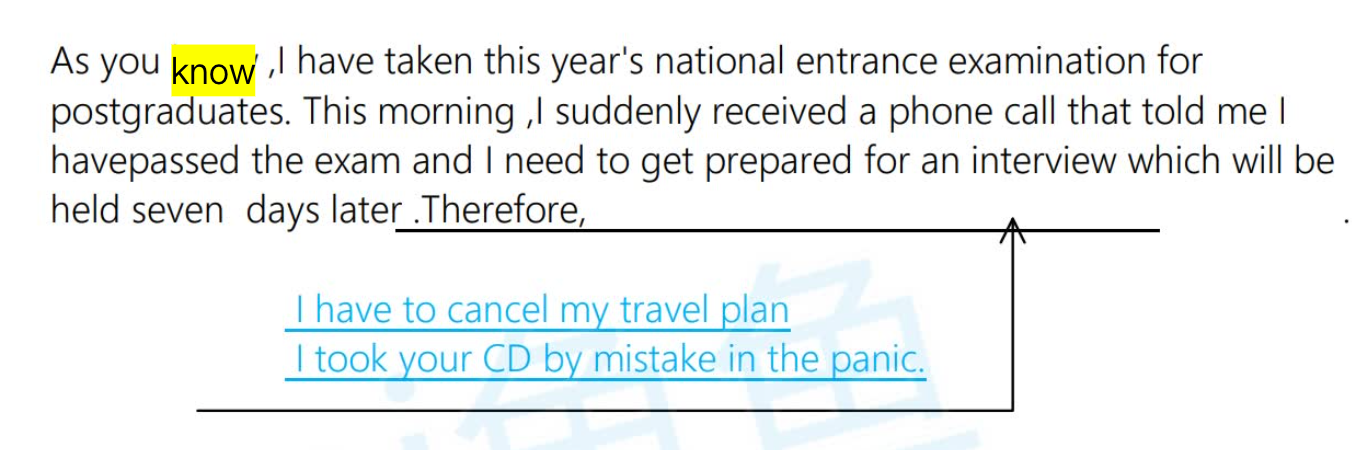 As you know ,I have taken this year's national entrance examination for
postgraduates. This morning ,I suddenly received a phone call that told me I
havepassed the exam and I need to get prepared for an interview which will be
held seven days later .Therefore, .
I have to cancel my travel plan
I took your CD by mistake in the panic.